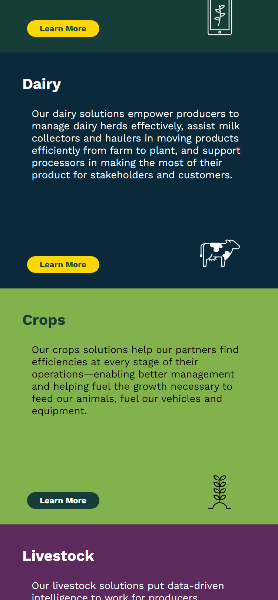 Learn More
Dairy
Our dairy solutions empower producers to
manage dairy herds effectively, assist milk
collectors and haulers in moving products
efficiently from farm to plant, and support
processors in making the most of their
product for stakeholders and customers.
Learn More
Crops
Our crops solutions help our partners find
efficiencies at every stage of their
operations—enabling better management
and helping fuel the growth necessary to
feed our animals, fuel our vehicles and
equipment.
Learn More
Livestock
Our livestock solutions put data-driven
intelligence to work for producers